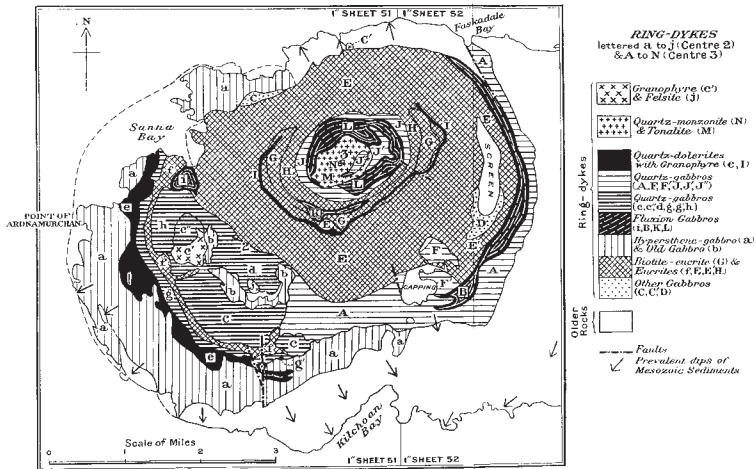 1" SHEET 51
1" SHEET 52
Faskadale
Bay
N
Sanna
Bay
POINT OF
ARDNAMURCHAN
SCREEN
CAPPING
Kilchoan
Bay
Scale of Miles
0 1 2 3
1" SHEET 51
1" SHEET 52
RING-DYKES
lettered a to j (Centre 2)
& A to N (Centre 3)
Ring-dykes
Granophyre (c')
& Felsite (j)
Quartz-monzonite (N)
& Tonalite (M)
Quartz-dolerites
with Granophyre (e, I)
Quartz-gabbros
(A, F, F', J, J', J'')
Quartz-gabbros
(c, c', d, g, g', h)
Fluxion Gabbros
(i, B, K, L)
Hypersthene-gabbro (a)
& Old Gabbro (b)
Biotite-eucrite (G) &
Eucrites (f, E, E', H)
Other Gabbros
(C, C', D)
Older
Rocks
Faults
Prevalent dips of
Mesozoic Sediments